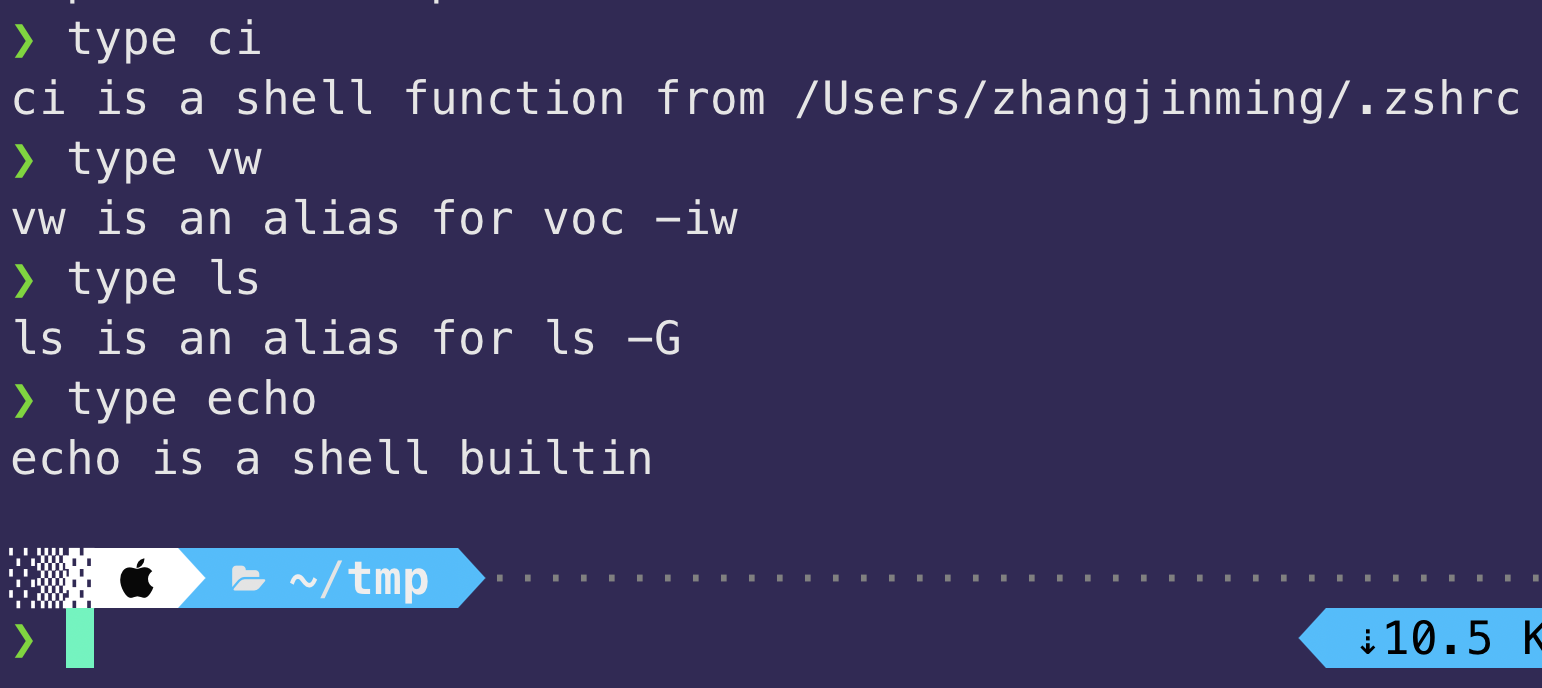 ❯ type ci
ci is a shell function from /Users/zhangjinming/.zshrc
❯ type vw
vw is an alias for voc -iw
❯ type ls
ls is an alias for ls -G
❯ type echo
echo is a shell builtin
~/tmp
❯
⇣10.5 K